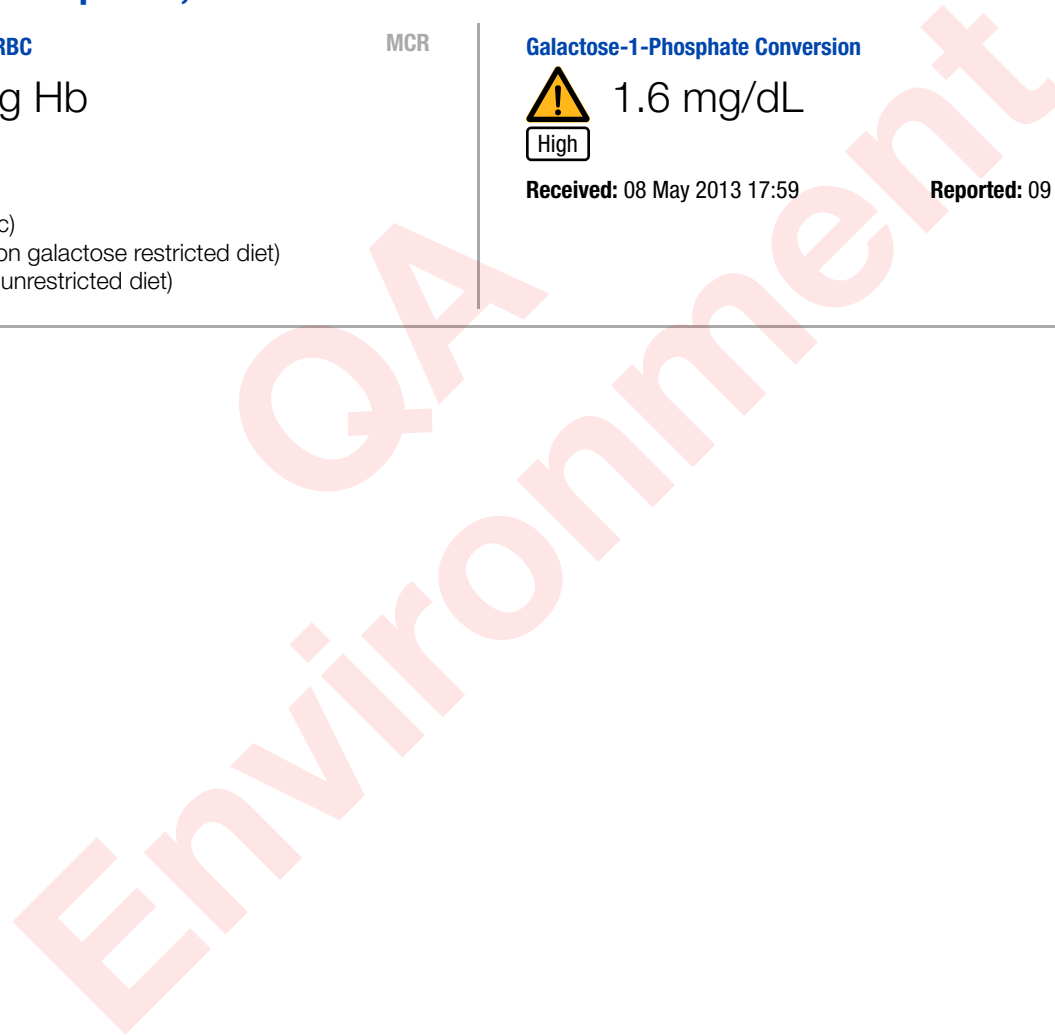 RBC
MCR
g Hb
c)
on galactose restricted diet)
unrestricted diet)
Galactose-1-Phosphate Conversion
1.6 mg/dL
High
Received: 08 May 2013 17:59
Reported: 09
QA
Environment